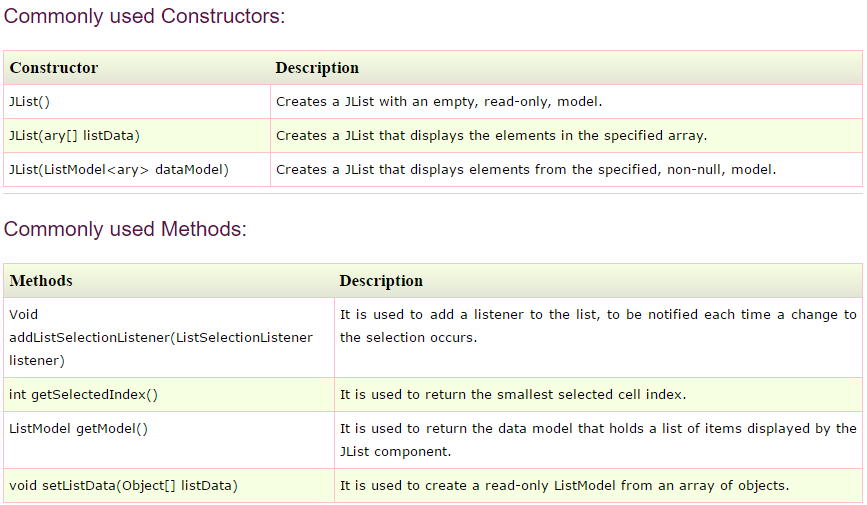 Commonly used Constructors:
Constructor Description
JList() Creates a JList with an empty, read-only, model.
JList(ary[] listData) Creates a JList that displays the elements in the specified array.
JList(ListModel<ary> dataModel) Creates a JList that displays elements from the specified, non-null, model.
Commonly used Methods:
Methods Description
Void It is used to add a listener to the list, to be notified each time a change to
addListSelectionListener(ListSelectionListener the selection occurs.
listener)
int getSelectedIndex() It is used to return the smallest selected cell index.
ListModel getModel() It is used to return the data model that holds a list of items displayed by the
JList component.
void setListData(Object[] listData) It is used to create a read-only ListModel from an array of objects.